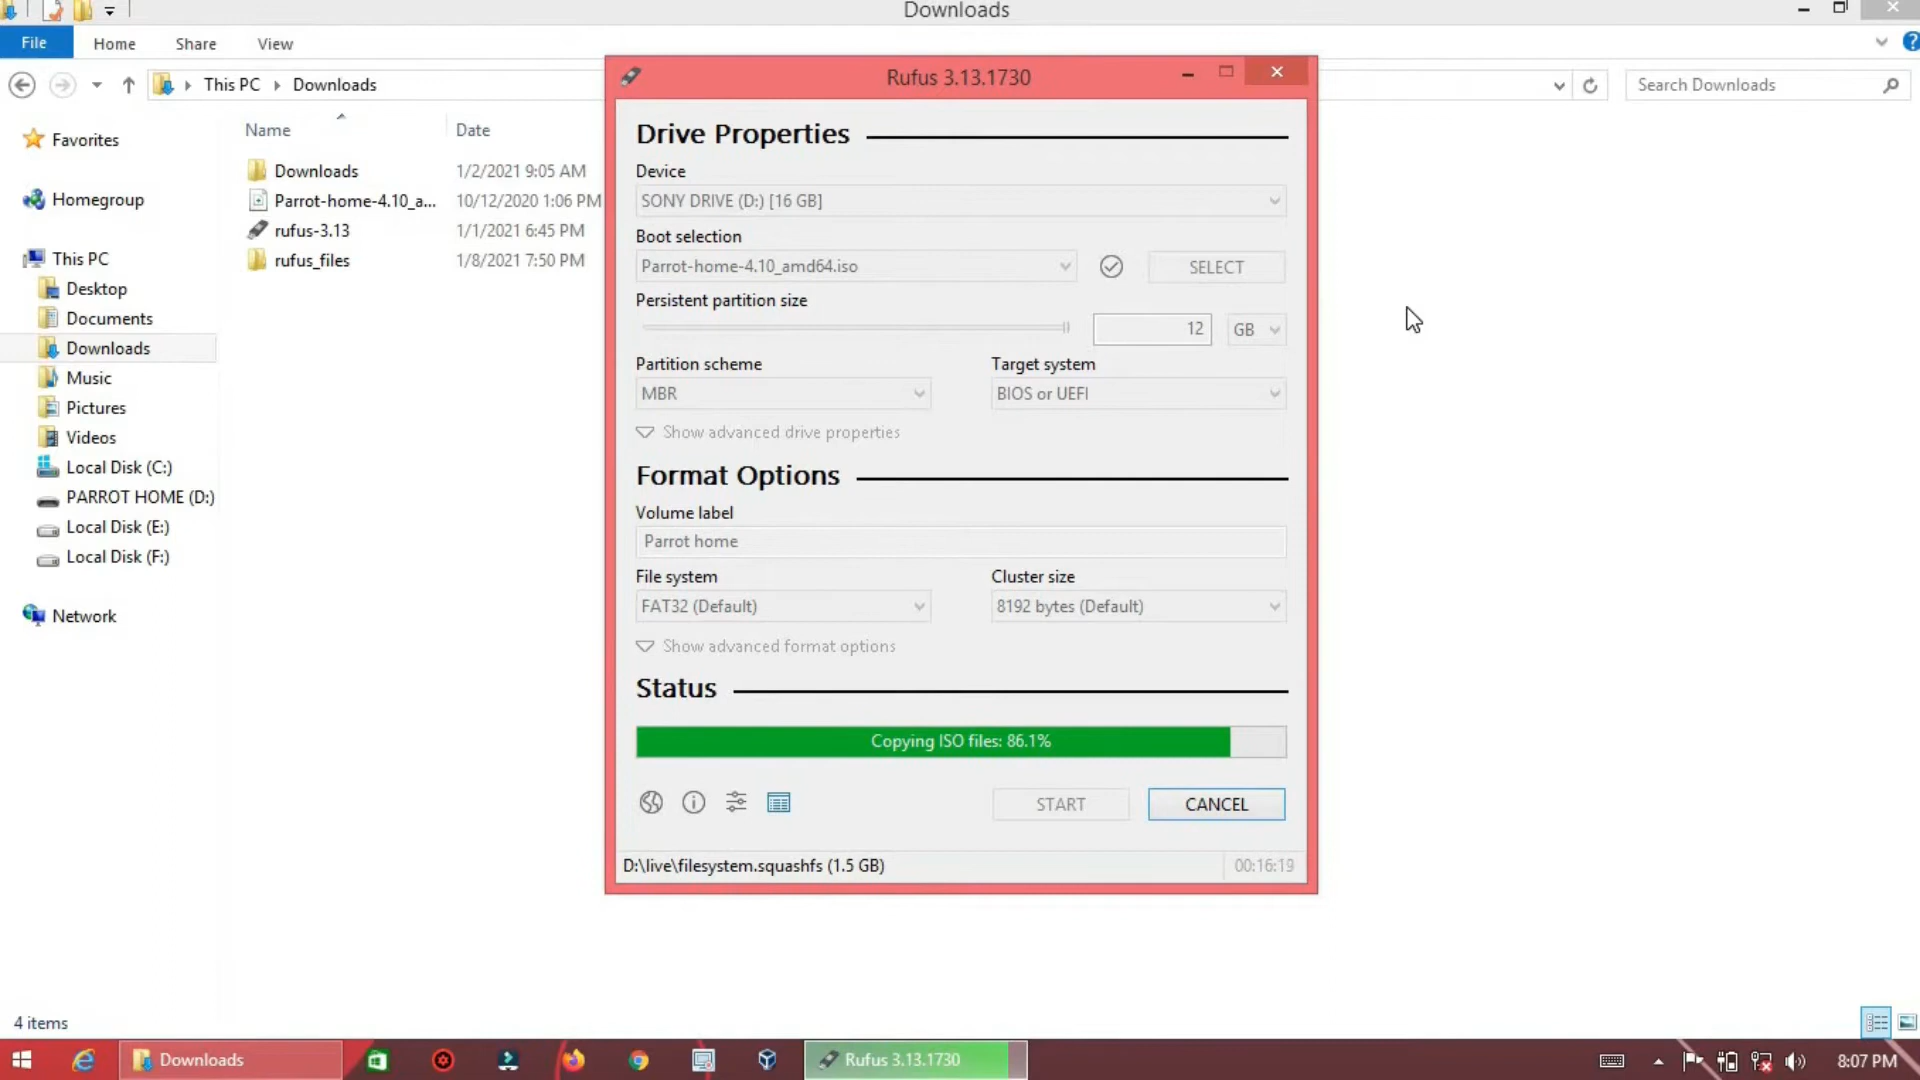 Downloads
File Home Share View
This PC Downloads
Search Downloads
Favorites
Homegroup
This PC
Desktop
Documents
Downloads
Music
Pictures
Videos
Local Disk (C:)
PARROT HOME (D:)
Local Disk (E:)
Local Disk (F:)
Network
Name Date
Downloads 1/2/2021 9:05 AM
Parrot-home-4.10_a... 10/12/2020 1:06 PM
rufus-3.13 1/1/2021 6:45 PM
rufus_files 1/8/2021 7:50 PM
Rufus 3.13.1730
Drive Properties
Device
SONY DRIVE (D:) [16 GB]
Boot selection
Parrot-home-4.10_amd64.iso
SELECT
Persistent partition size
12 GB
Partition scheme Target system
MBR BIOS or UEFI
Show advanced drive properties
Format Options
Volume label
Parrot home
File system Cluster size
FAT32 (Default) 8192 bytes (Default)
Show advanced format options
Status
Copying ISO files: 86.1%
START CANCEL
D:\live\filesystem.squashfs (1.5 GB) 00:16:19
4 items
Downloads Rufus 3.13.1730 8:07 PM